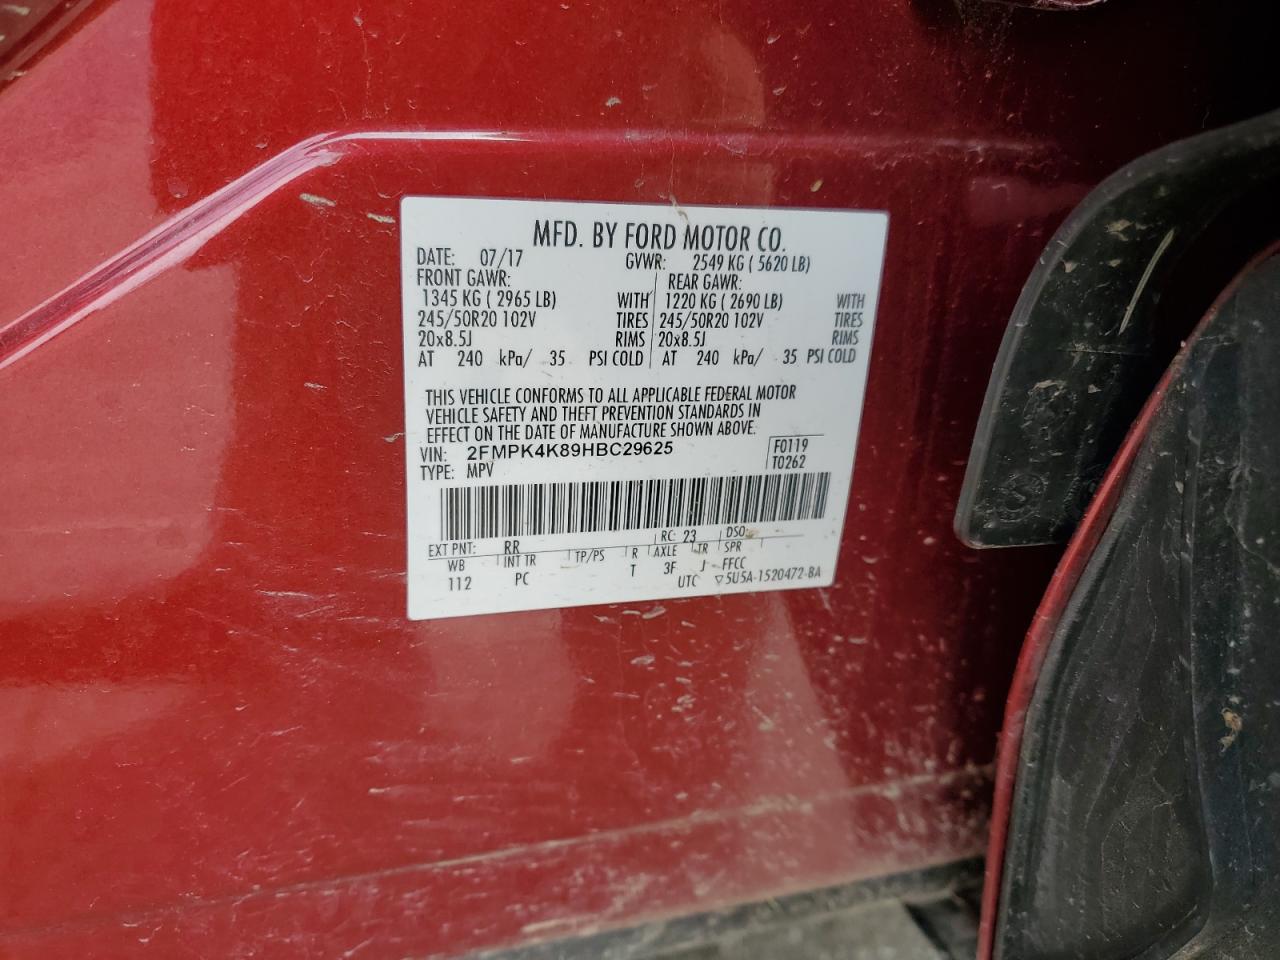 MFD. BY FORD MOTOR CO.
DATE: 07/17 GVWR: 2549 KG ( 5620 LB)
FRONT GAWR: REAR GAWR:
1345 KG ( 2965 LB) WITH 1220 KG ( 2690 LB) WITH
245/50R20 102V TIRES 245/50R20 102V TIRES
20x8.5J RIMS 20x8.5J RIMS
AT 240 kPa/ 35 PSI COLD AT 240 kPa/ 35 PSI COLD
THIS VEHICLE CONFORMS TO ALL APPLICABLE FEDERAL MOTOR
VEHICLE SAFETY AND THEFT PREVENTION STANDARDS IN
EFFECT ON THE DATE OF MANUFACTURE SHOWN ABOVE.
VIN: 2FMPK4K89HBC29625 F0119
TYPE: MPV T0262
EXT PNT: RR RC: 23 DSO:
WB INT TR TP/PS R AXLE TR SPR
112 PC T 3F J FFCC
UTC ▽5U5A-1520472-BA